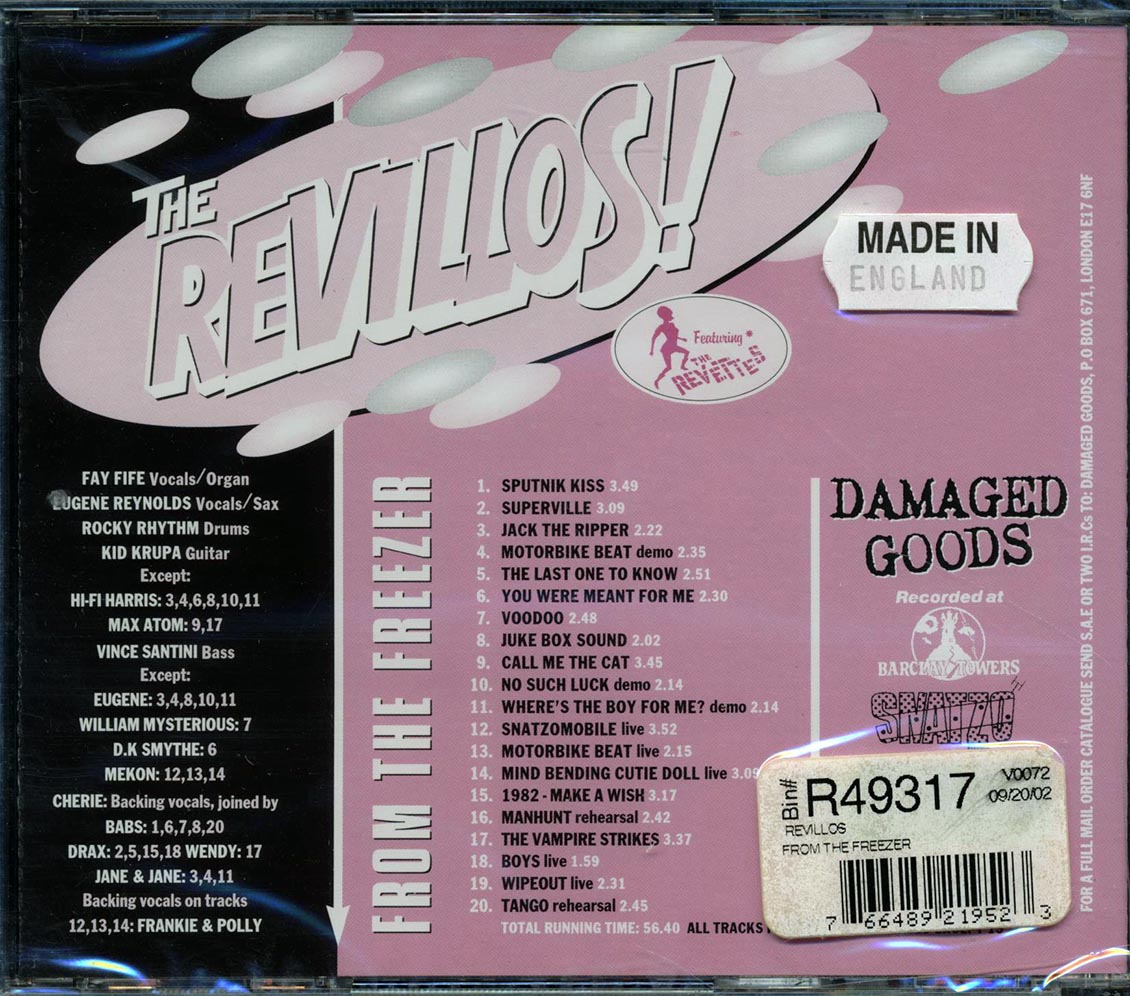 THE
REVILLOS!
Featuring*
THE
REVETTES
MADE IN
ENGLAND
FAY FIFE Vocals/Organ
EUGENE REYNOLDS Vocals/Sax
ROCKY RHYTHM Drums
KID KRUPA Guitar
Except:
HI-FI HARRIS: 3,4,6,8,10,11
MAX ATOM: 9,17
VINCE SANTINI Bass
Except:
EUGENE: 3,4,8,10,11
WILLIAM MYSTERIOUS: 7
D.K SMYTHE: 6
MEKON: 12,13,14
CHERIE: Backing vocals, joined by
BABS: 1,6,7,8,20
DRAX: 2,5,15,18 WENDY: 17
JANE & JANE: 3,4,11
Backing vocals on tracks
12,13,14: FRANKIE & POLLY
FROM THE FREEZER
1. SPUTNIK KISS 3.49
2. SUPERVILLE 3.09
3. JACK THE RIPPER 2.22
4. MOTORBIKE BEAT demo 2.35
5. THE LAST ONE TO KNOW 2.51
6. YOU WERE MEANT FOR ME 2.30
7. VOODOO 2.48
8. JUKE BOX SOUND 2.02
9. CALL ME THE CAT 3.45
10. NO SUCH LUCK demo 2.14
11. WHERE'S THE BOY FOR ME? demo 2.14
12. SNATZOMOBILE live 3.52
13. MOTORBIKE BEAT live 2.15
14. MIND BENDING CUTIE DOLL live 3.09
15. 1982 - MAKE A WISH 3.17
16. MANHUNT rehearsal 2.42
17. THE VAMPIRE STRIKES 3.37
18. BOYS live 1.59
19. WIPEOUT live 2.31
20. TANGO rehearsal 2.45
TOTAL RUNNING TIME: 56.40 ALL TRACKS
DAMAGED
GOODS
Recorded at
BARCLAY TOWERS
SNATZO
Bin# R49317 V0072
09/20/02
REVILLOS
FROM THE FREEZER
7 66489 21952 3
FOR A FULL MAIL ORDER CATALOGUE SEND S.A.E OR TWO I.R.Cs TO: DAMAGED GOODS, P.O BOX 671, LONDON E17 6NF